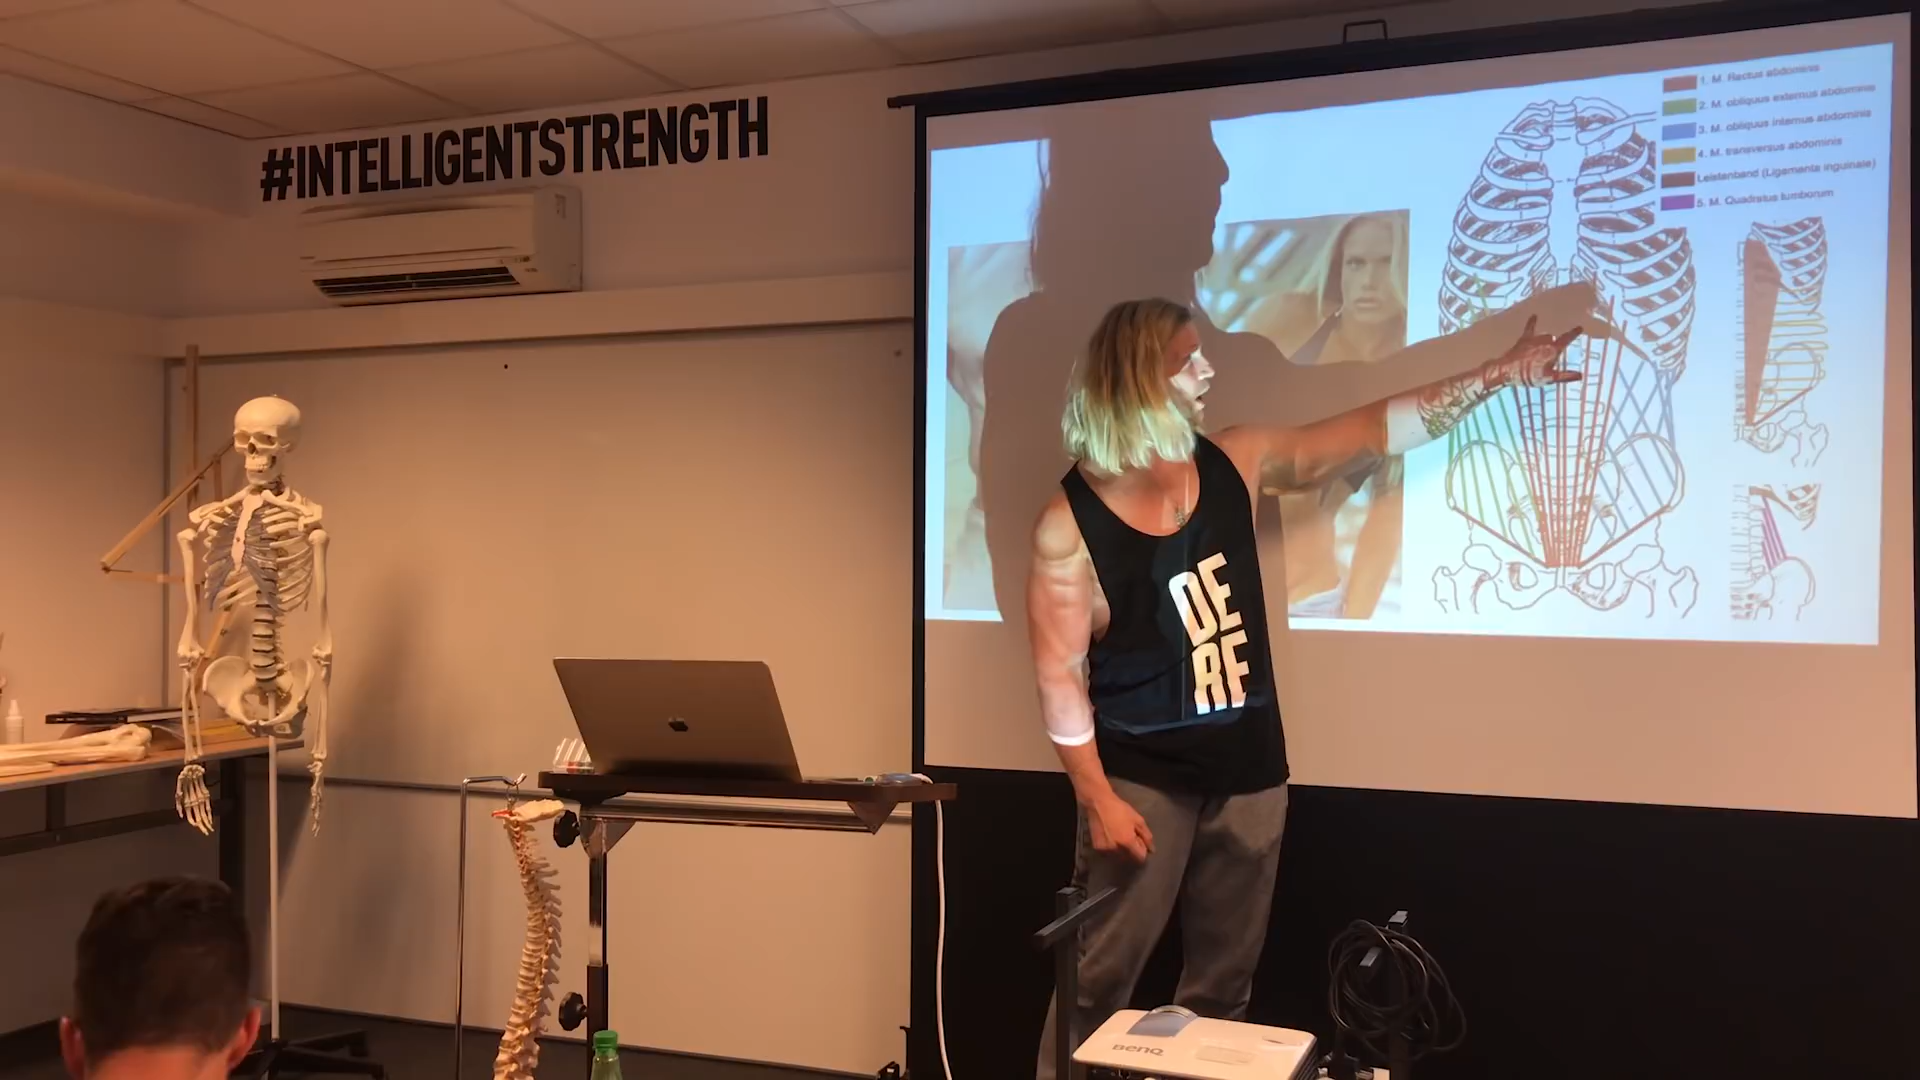 #INTELLIGENTSTRENGTH
1. M. Rectus abdominis
2. M. obliquus externus abdominis
3. M. obliquus internus abdominis
4. M. transversus abdominis
Leistenband (Ligamenta inguinale)
5. M. Quadratus lumborum
DE
RE
BENQ